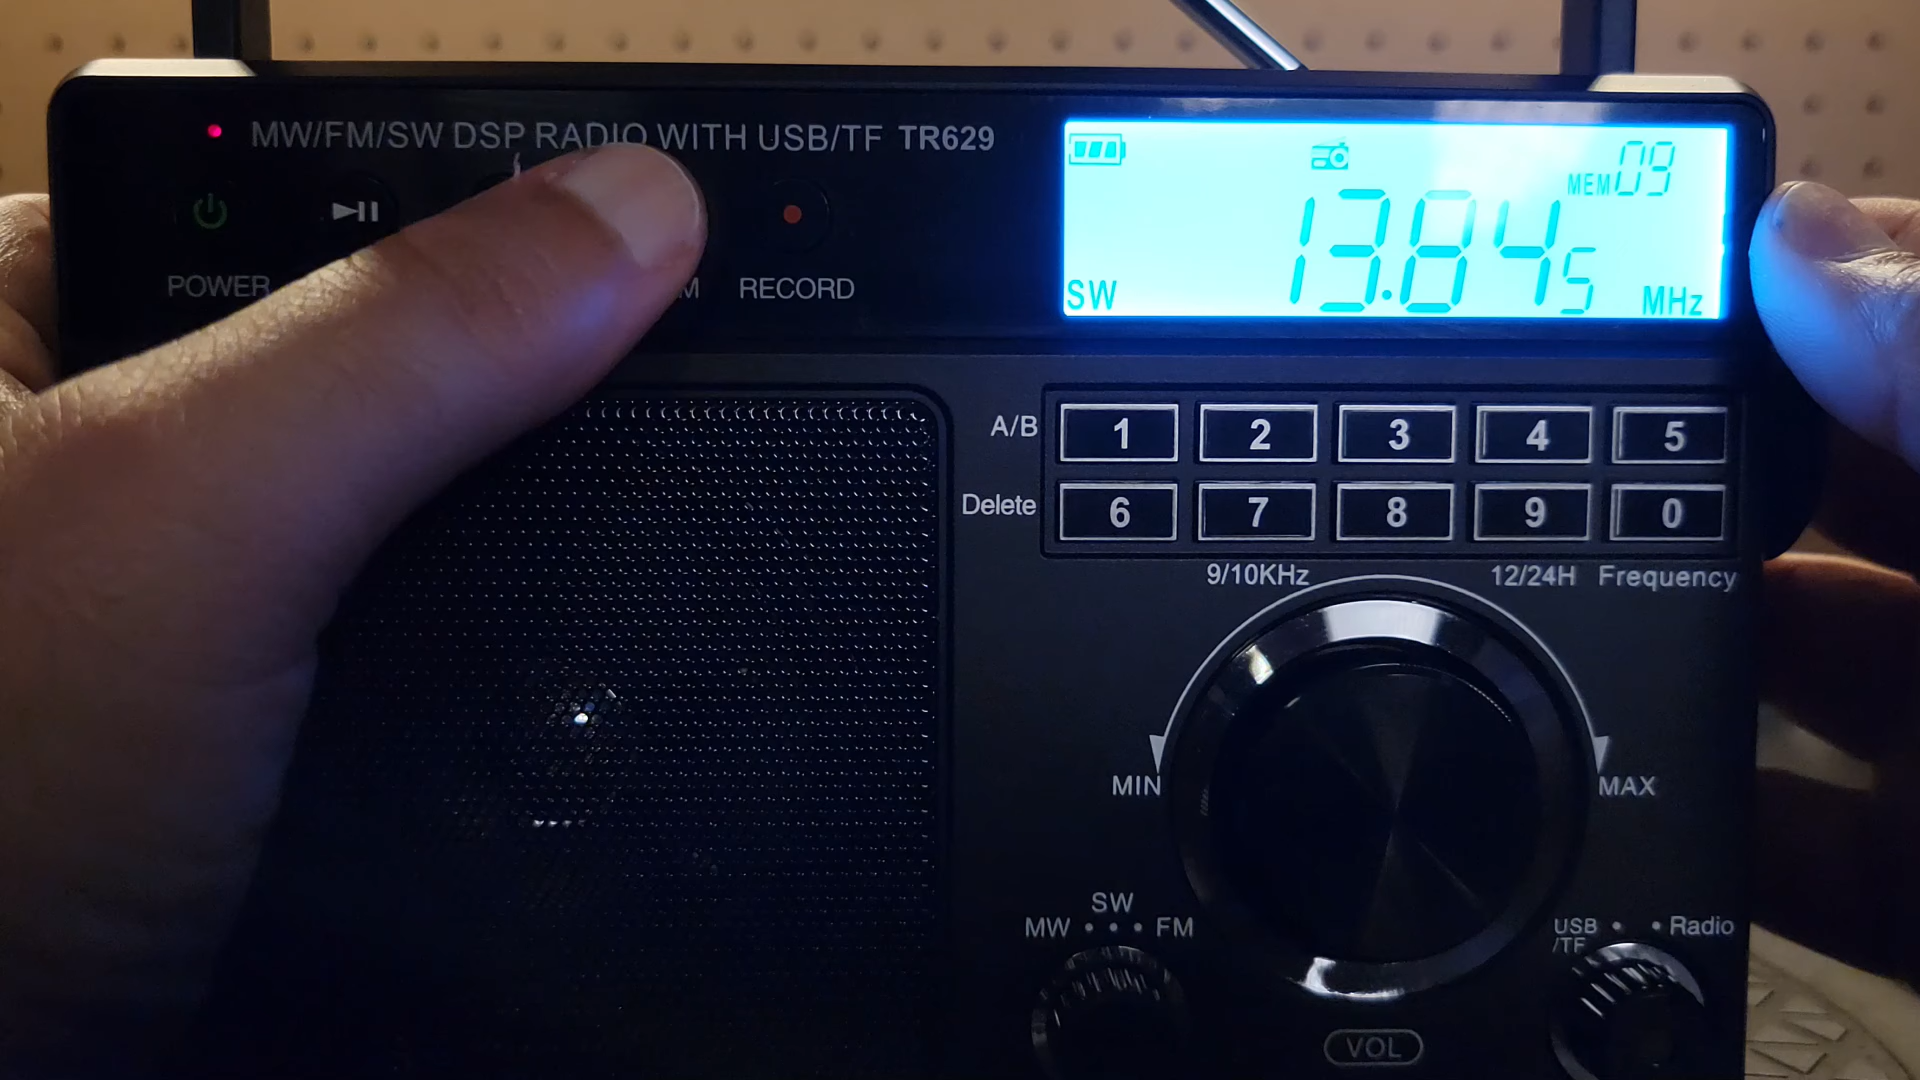 MW/FM/SW DSP RADIO WITH USB/TF TR629
MEM 09
13.845
SW MHz
POWER RECORD
A/B 1 2 3 4 5
Delete 6 7 8 9 0
9/10KHz 12/24H Frequency
MIN MAX
SW
MW FM
USB /TF Radio
VOL